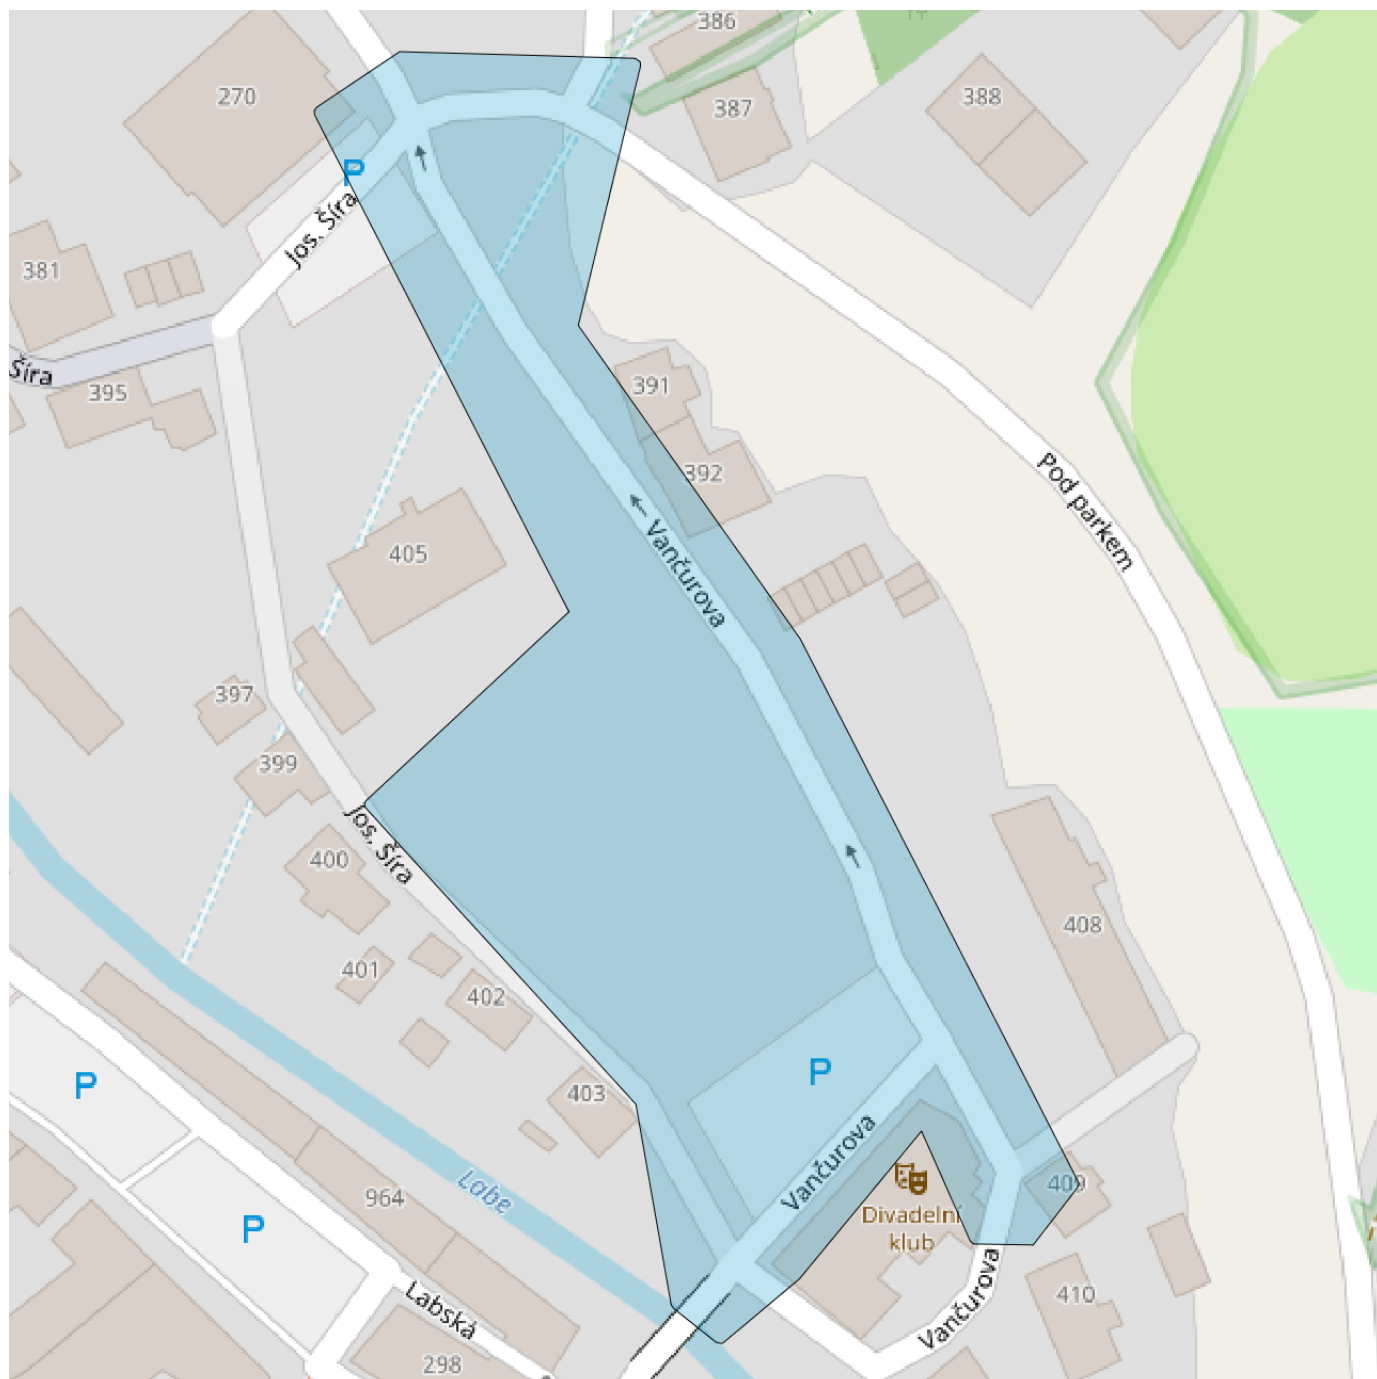 386
270
388
387
P
Jos. Šíra
381
Šíra
391
395
392
Pod parkem
405
Vančurova
397
399
Jos. Šíra
400
408
401
402
P
P
403
Vančurova
409
964
Labe
Divadelní
klub
P
410
Vančurova
Labská
298